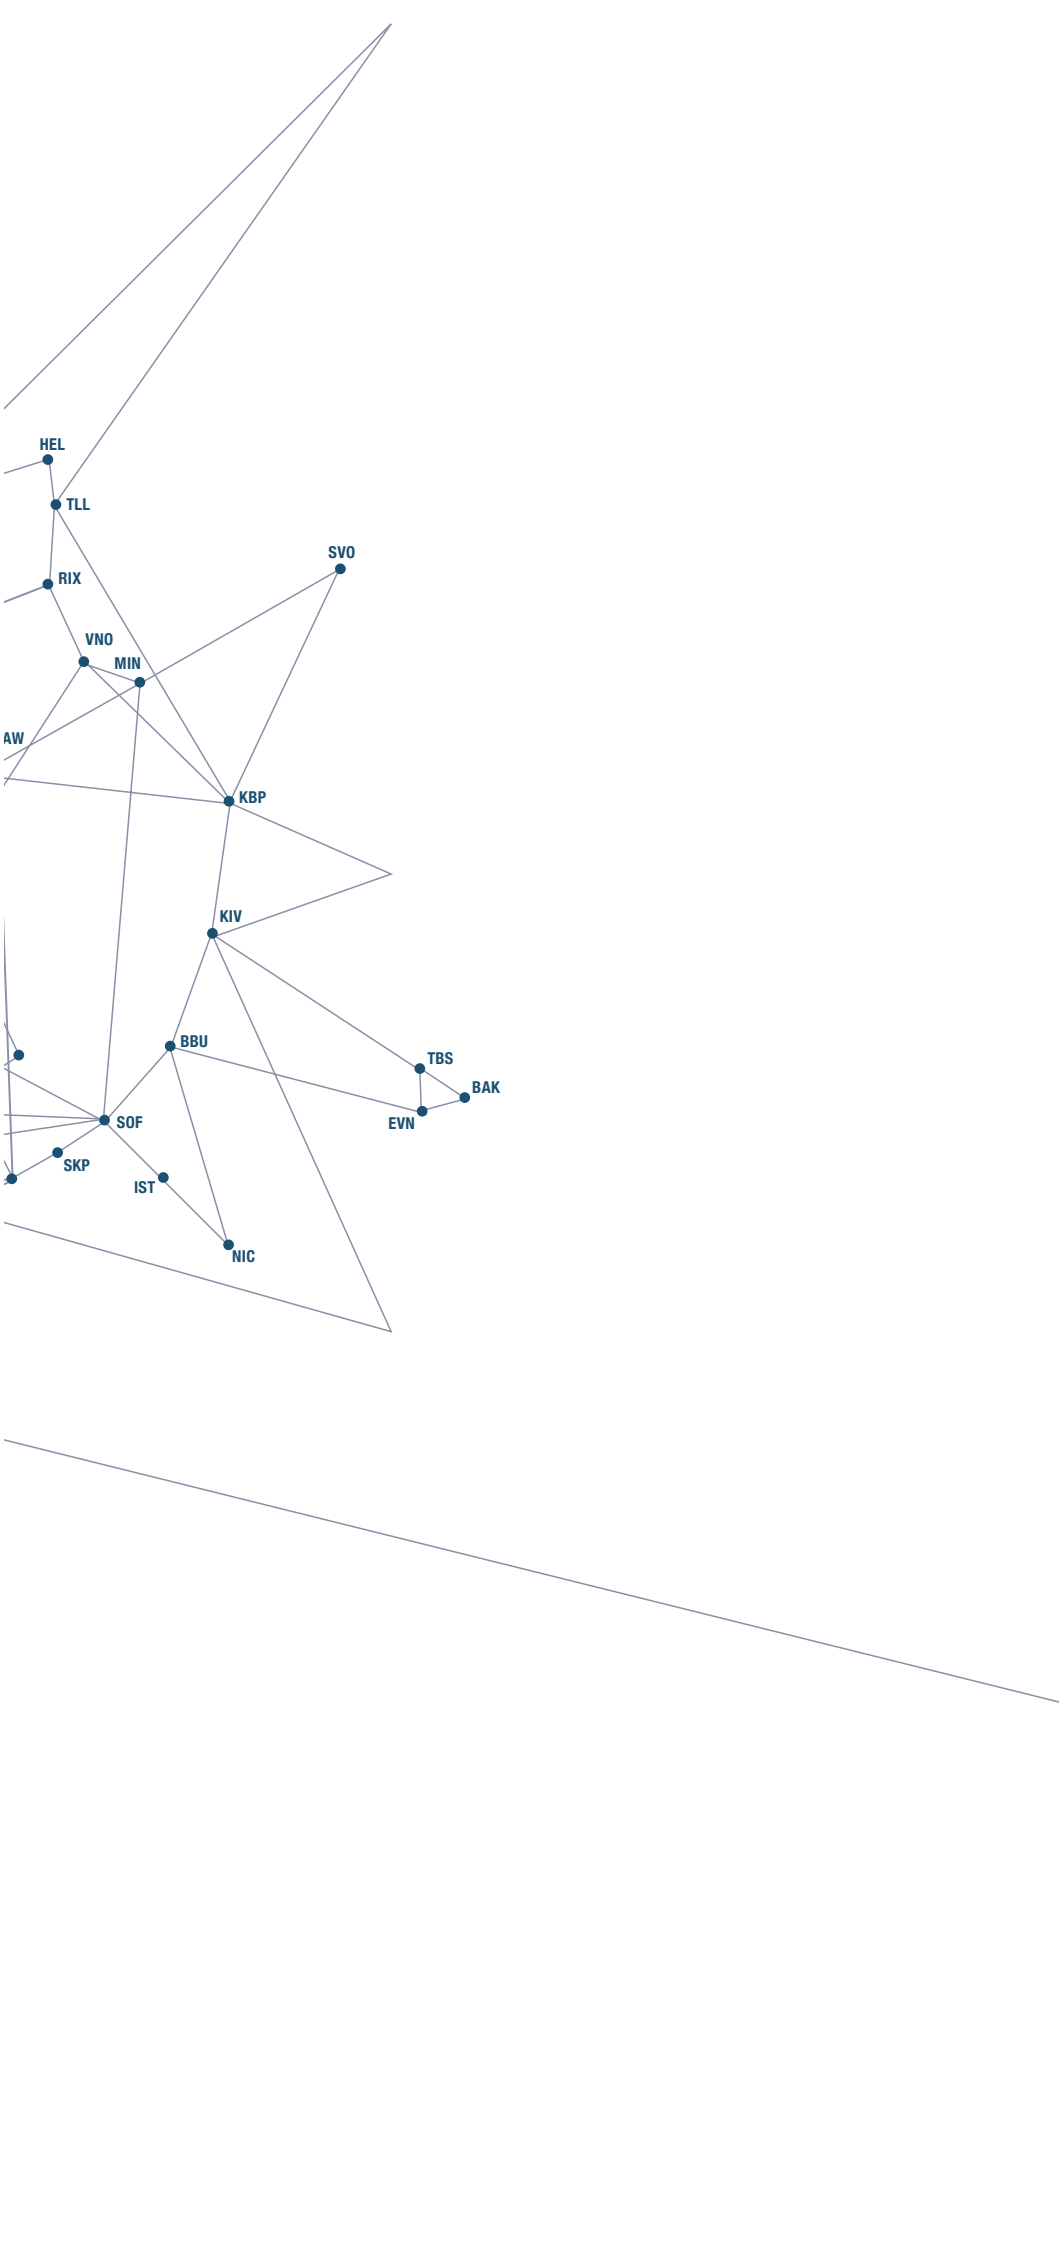 HEL
TLL
SVO
RIX
VNO
MIN
AW
KBP
KIV
BBU
TBS
BAK
SOF
EVN
SKP
IST
NIC